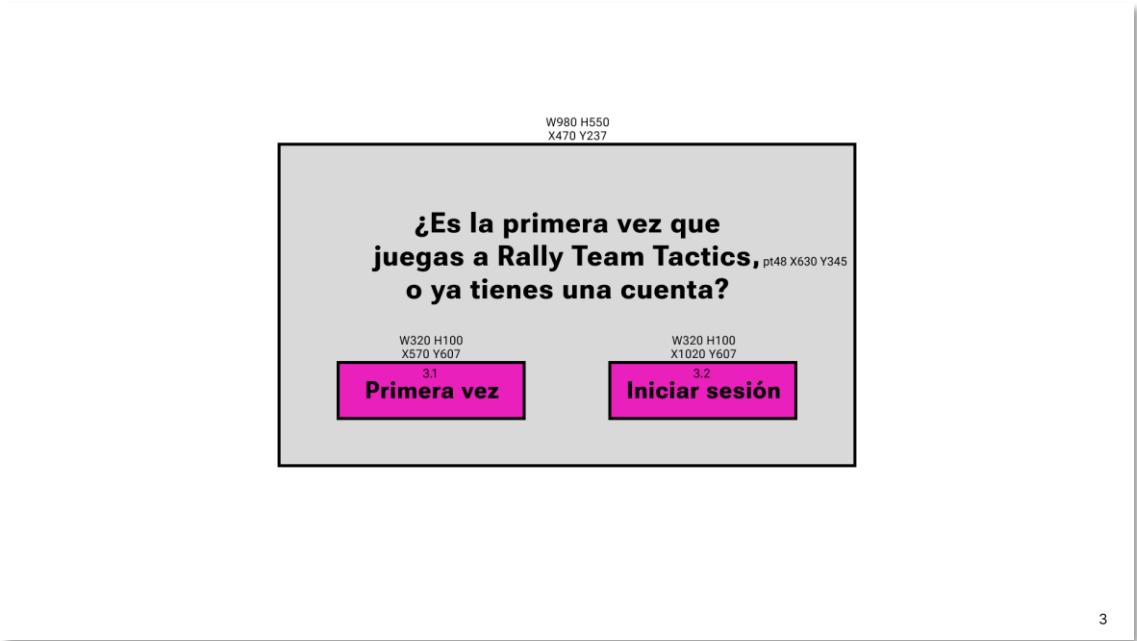 W980 H550
X470 Y237
¿Es la primera vez que
juegas a Rally Team Tactics, pt48 X630 Y345
o ya tienes una cuenta?
W320 H100
X570 Y607
3.1
Primera vez
W320 H100
X1020 Y607
3.2
Iniciar sesión
3